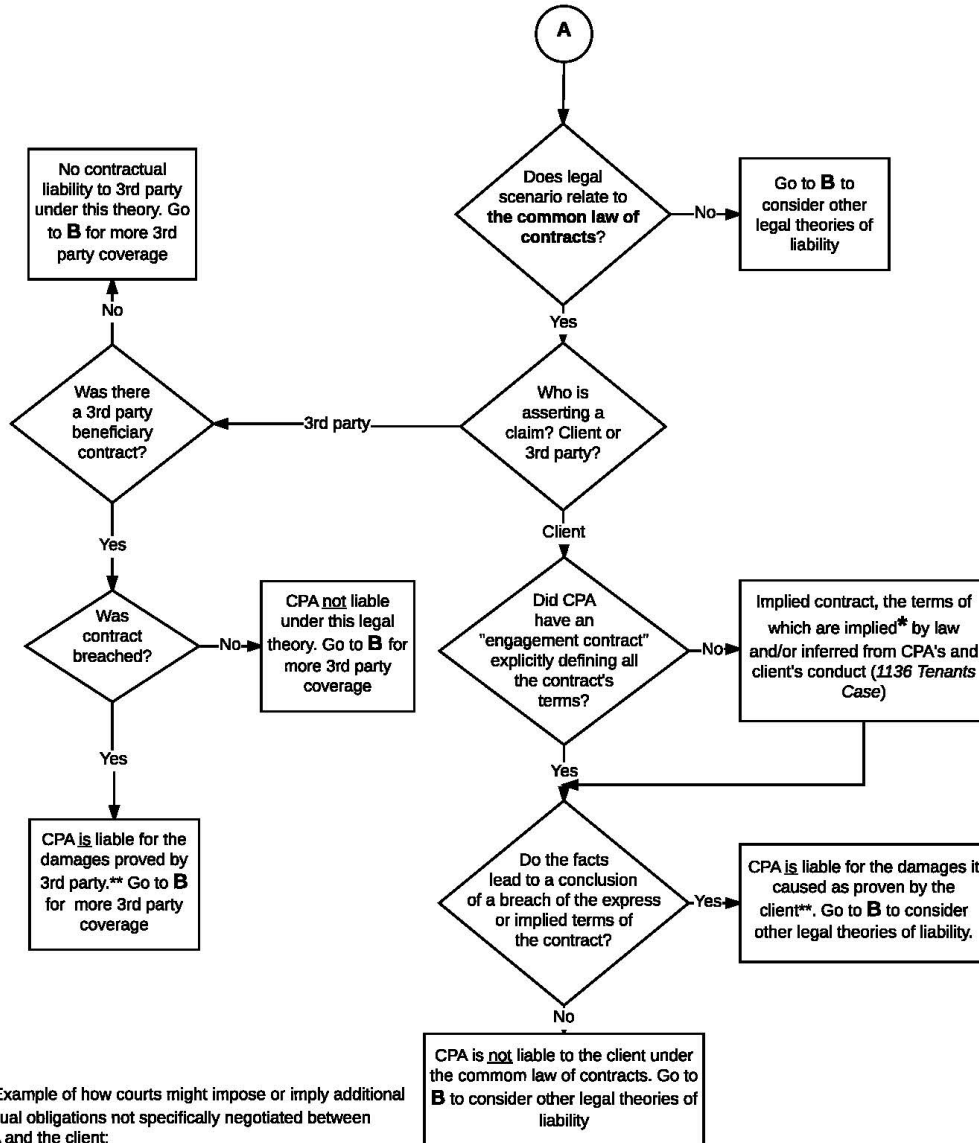 A
Does legal
scenario relate to
the common law of
contracts?
No
Go to B to
consider other
legal theories of
liability
Yes
No contractual
liability to 3rd party
under this theory. Go
to B for more 3rd
party coverage
No
Was there
a 3rd party
beneficiary
contract?
3rd party
Who is
asserting a
claim? Client or
3rd party?
Yes
Client
Was
contract
breached?
No
CPA not liable
under this legal
theory. Go to B for
more 3rd party
coverage
Did CPA
have an
"engagement contract"
explicitly defining all
the contract's
terms?
No
Implied contract, the terms of
which are implied* by law
and/or inferred from CPA's and
client's conduct (1136 Tenants
Case)
Yes
Yes
CPA is liable for the
damages proved by
3rd party.** Go to B
for more 3rd party
coverage
Do the facts
lead to a conclusion
of a breach of the express
or implied terms of
the contract?
Yes
CPA is liable for the damages it
caused as proven by the
client**. Go to B to consider
other legal theories of liability.
No
CPA is not liable to the client under
the commom law of contracts. Go to
B to consider other legal theories of
liability
Example of how courts might impose or imply additional
ual obligations not specifically negotiated between
and the client: